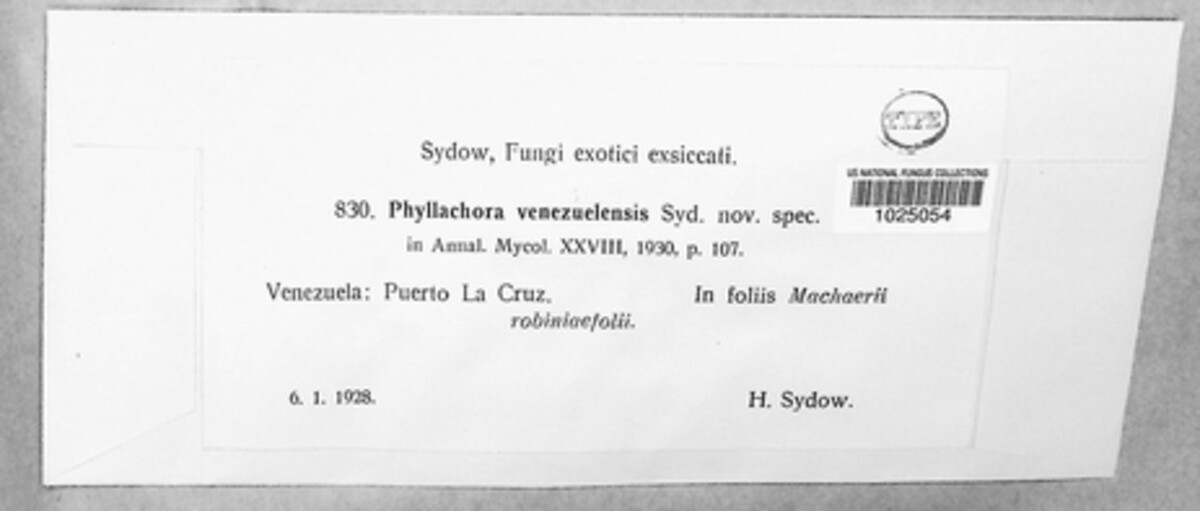 TYPE
Sydow, Fungi exotici exsiccati.
US NATIONAL FUNGUS COLLECTIONS
1025054
830. Phyllachora venezuelensis Syd. nov. spec.
in Annal. Mycol. XXVIII, 1930, p. 107.
Venezuela: Puerto La Cruz. In foliis Machaerii
robiniaefolii.
6. 1. 1928. H. Sydow.